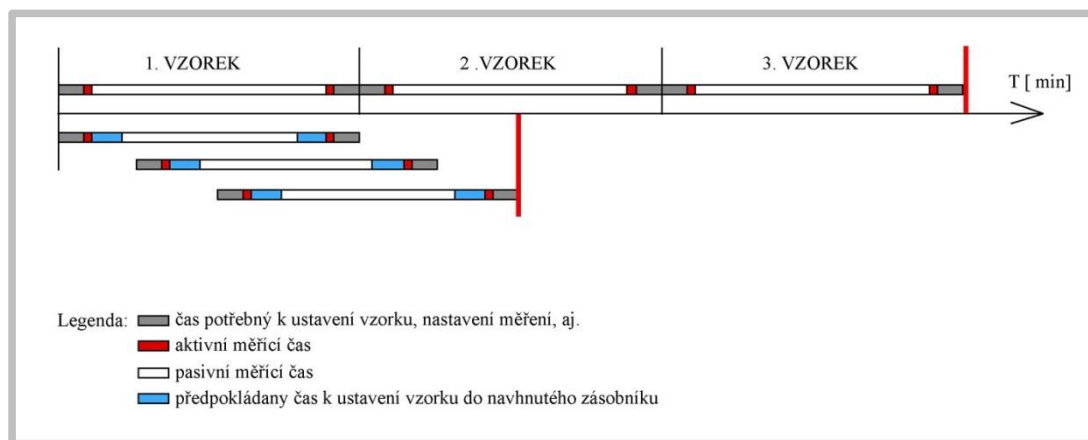 1. VZOREK
2 .VZOREK
3. VZOREK
T [ min]
Legenda:
čas potřebný k ustavení vzorku, nastavení měření, aj.
aktivní měřící čas
pasivní měřící čas
předpokládany čas k ustavení vzorku do navhnutého zásobníku